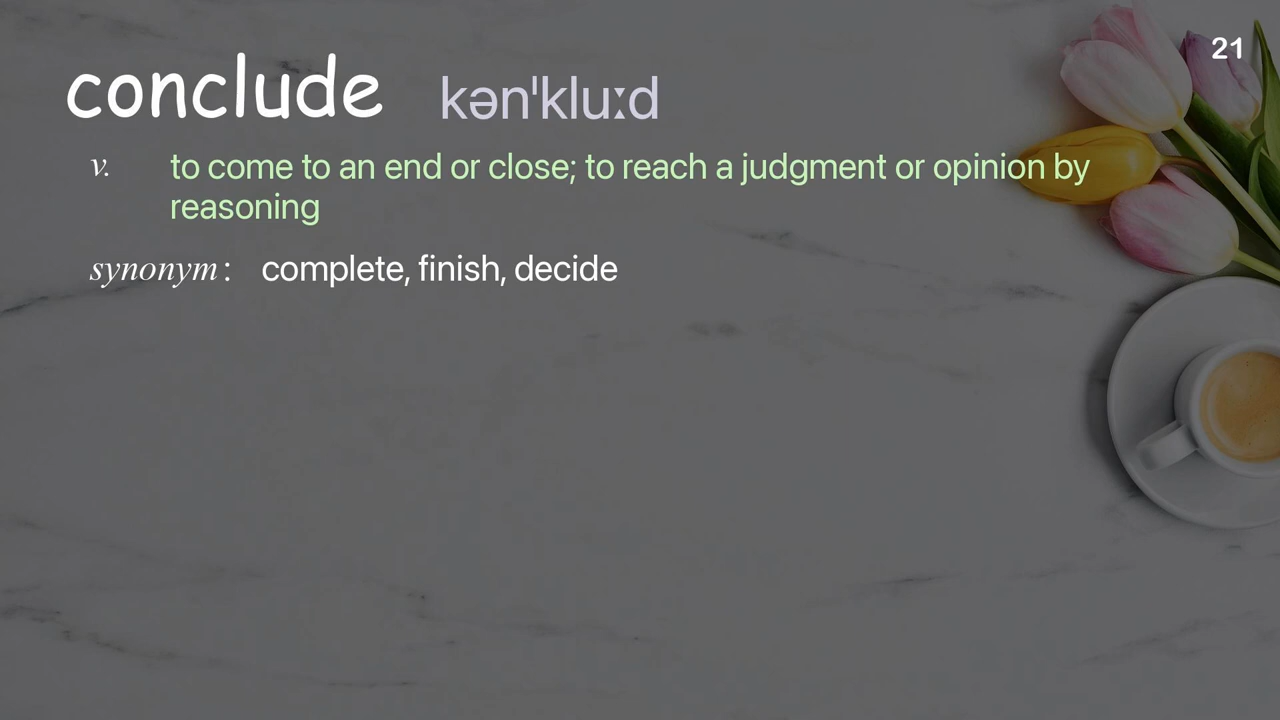 21
conclude kən'kluːd
v. to come to an end or close; to reach a judgment or opinion by
reasoning
synonym: complete, finish, decide